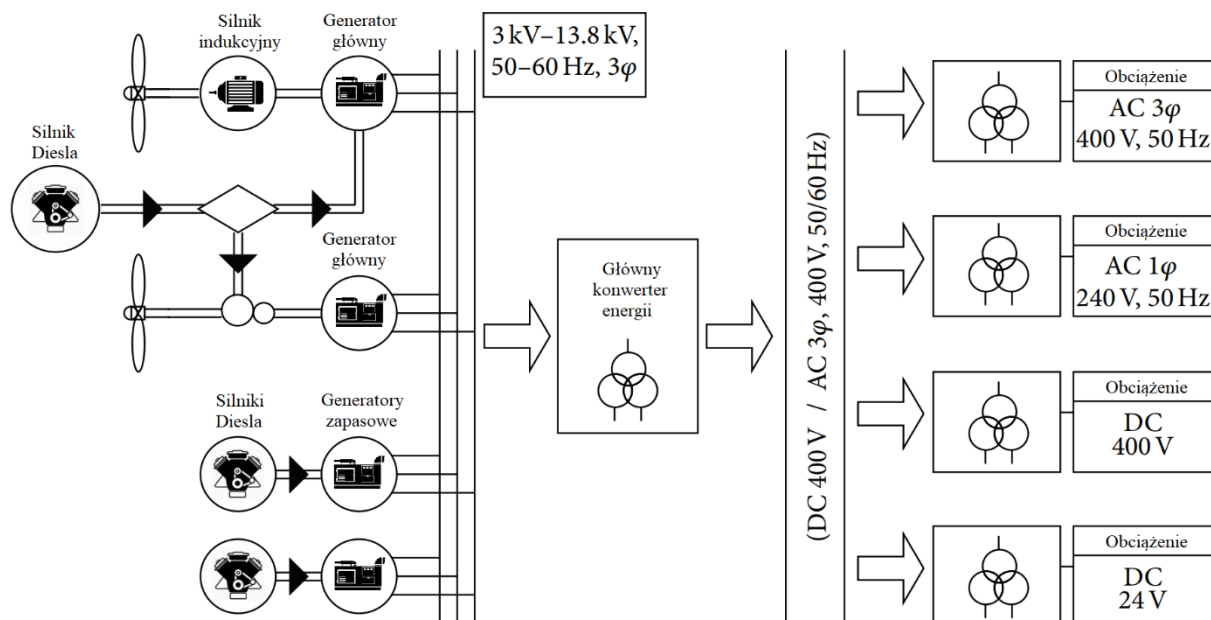 Silnik
indukcyjny
Generator
główny
3 kV–13.8 kV,
50–60 Hz, 3φ
Silnik
Diesla
Generator
główny
Silniki
Diesla
Generatory
zapasowe
Główny
konwerter
energii
(DC 400 V / AC 3φ, 400 V, 50/60 Hz)
Obciążenie
AC 3φ
400 V, 50 Hz
Obciążenie
AC 1φ
240 V, 50 Hz
Obciążenie
DC
400 V
Obciążenie
DC
24 V